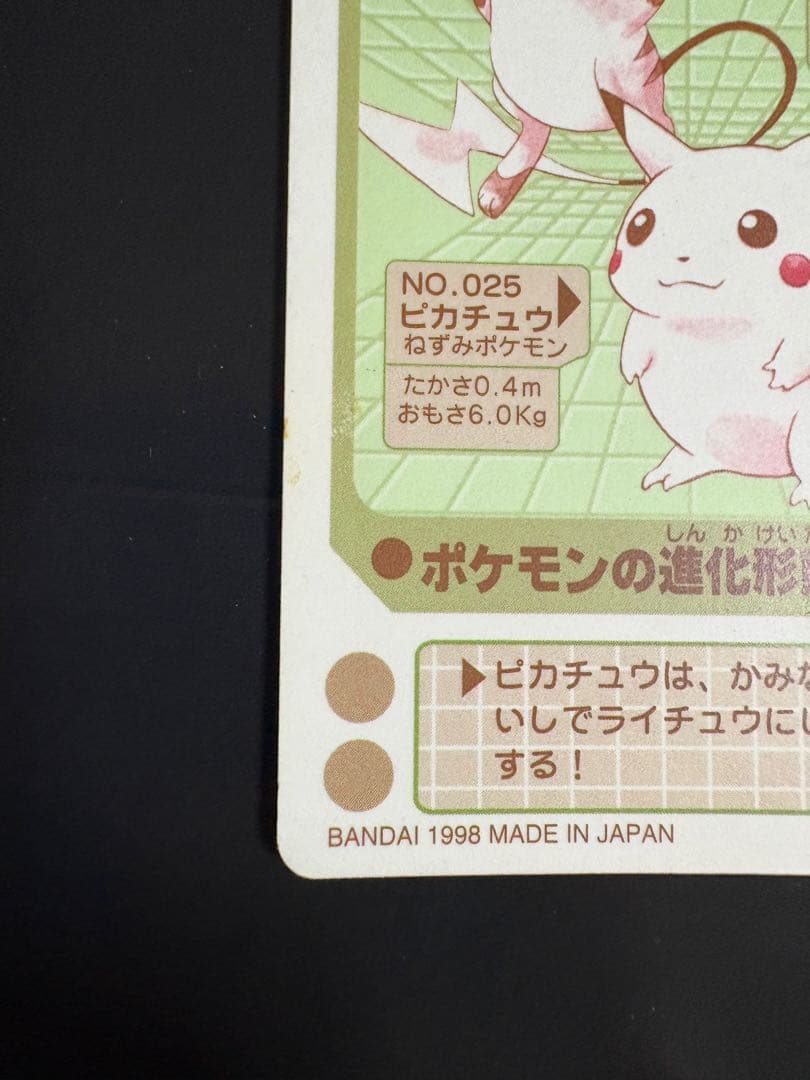 NO.025
ピカチュウ
ねずみポケモン
たかさ0.4m
おもさ6.0Kg
しん か けい
ポケモンの進化形
ピカチュウは、かみな
いしでライチュウにし
する!
BANDAI 1998 MADE IN JAPAN